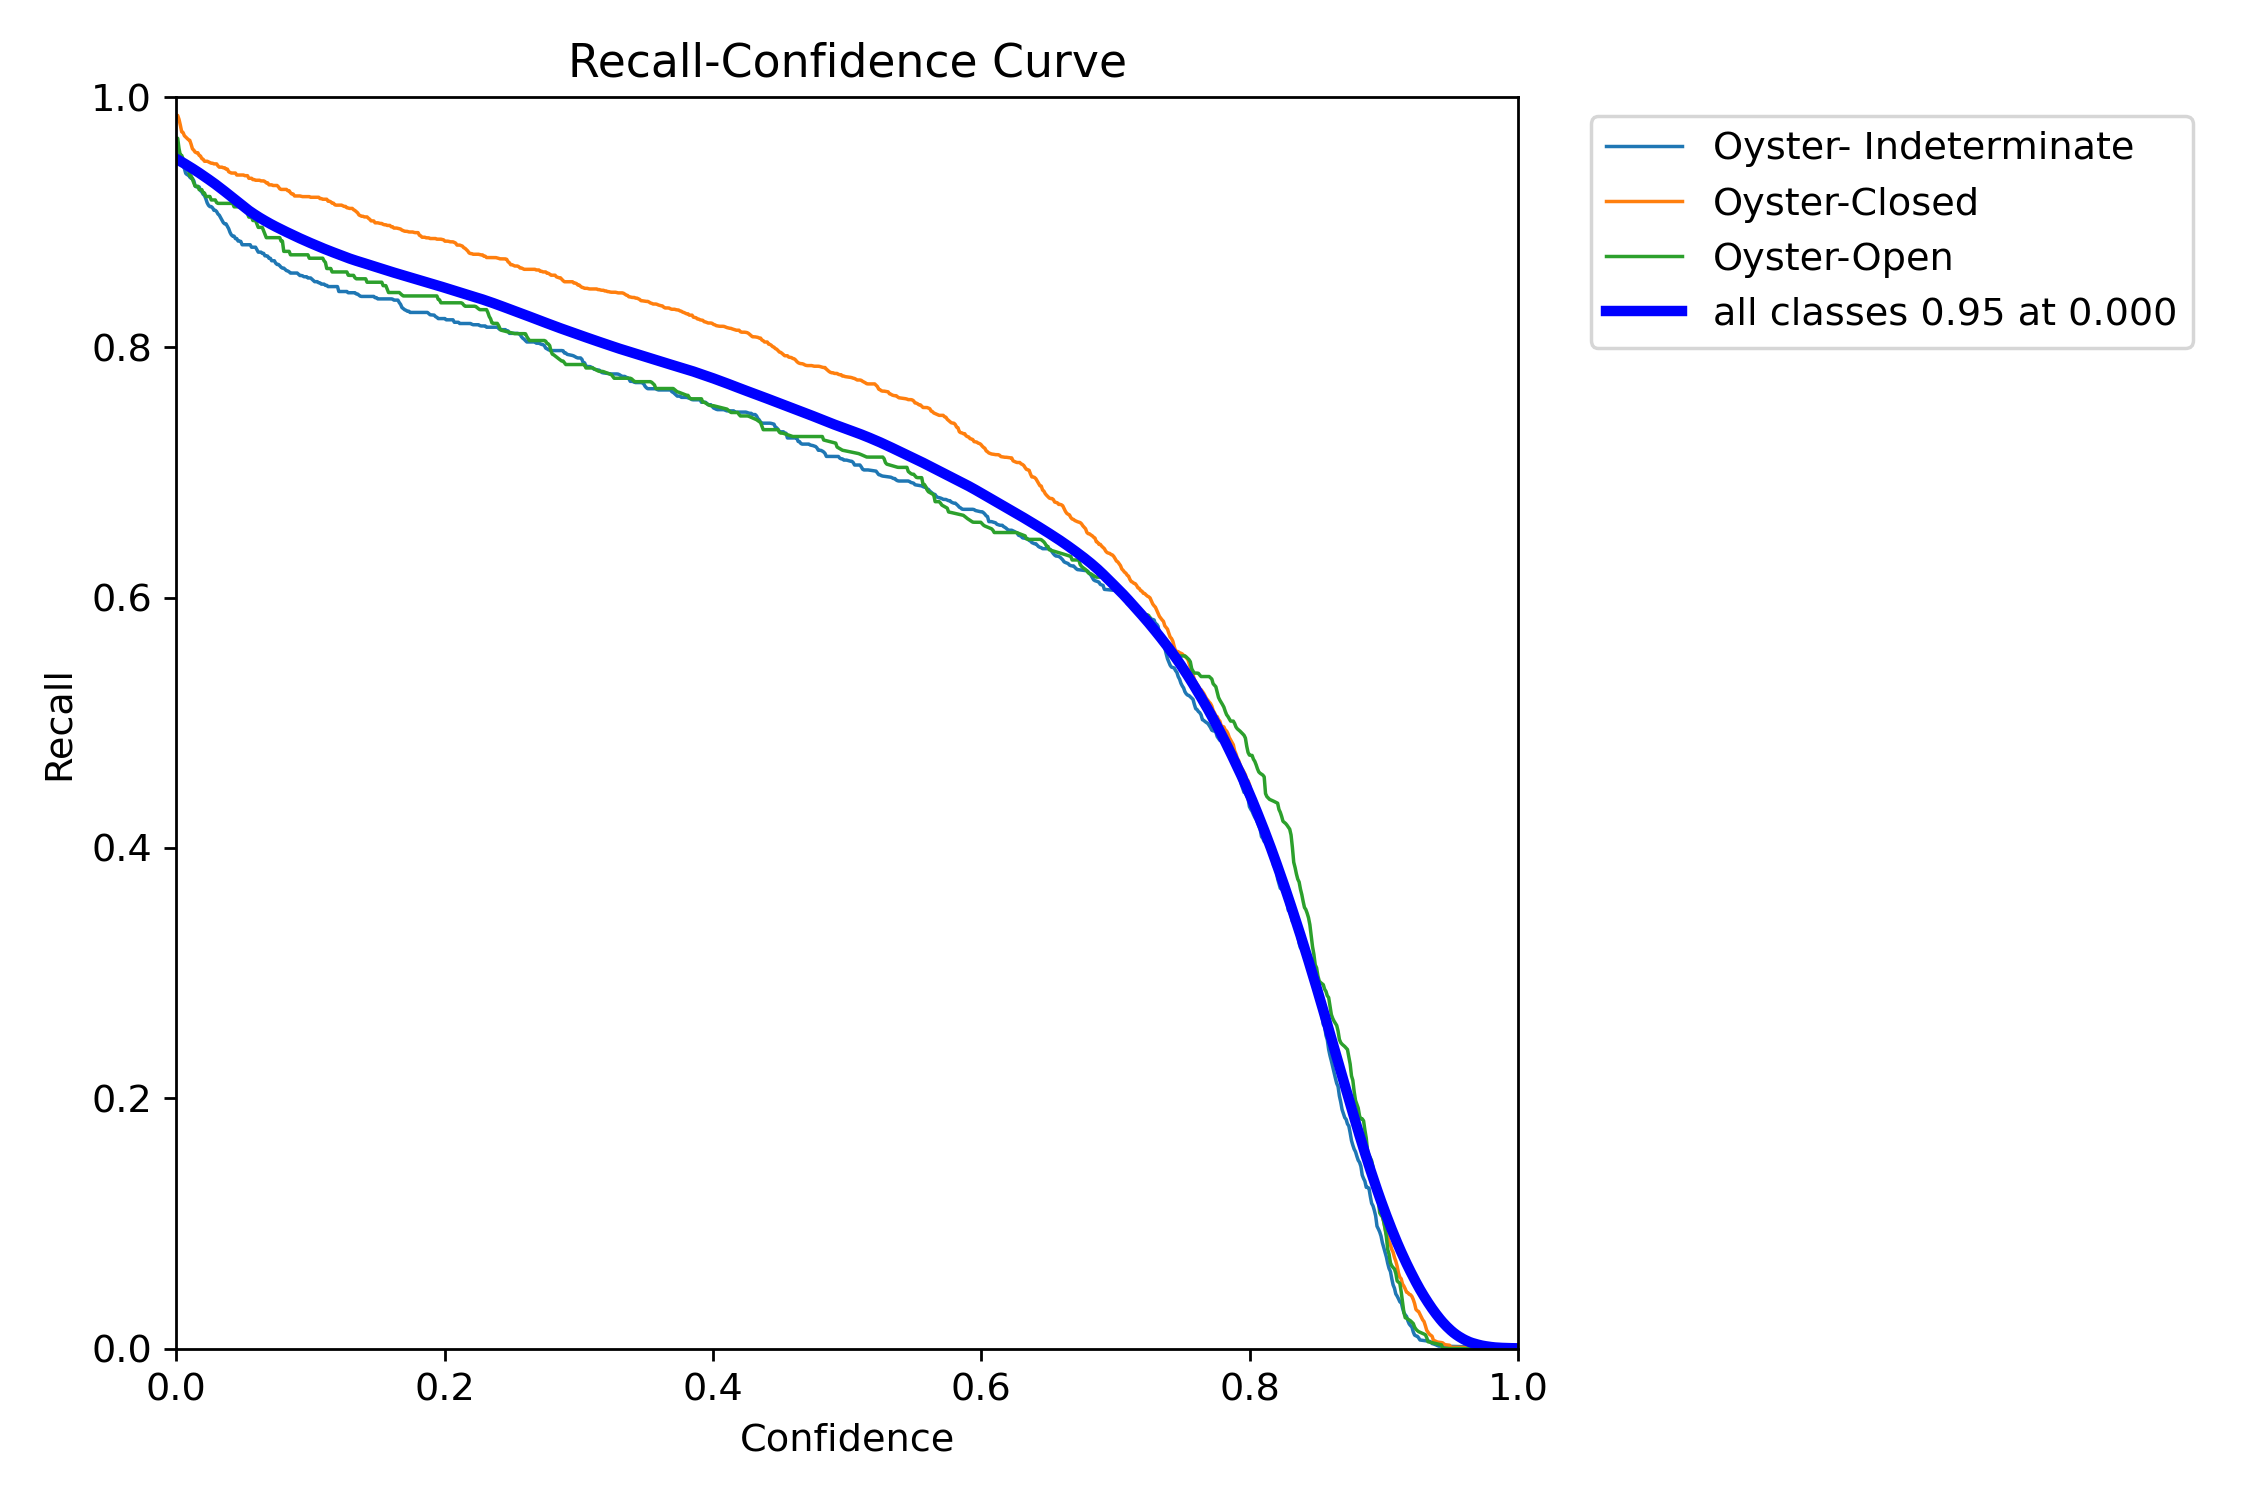 Recall-Confidence Curve
1.0
0.8
0.6
0.4
0.2
0.0
Recall
0.0 0.2 0.4 0.6 0.8 1.0
Confidence
Oyster- Indeterminate
Oyster-Closed
Oyster-Open
all classes 0.95 at 0.000